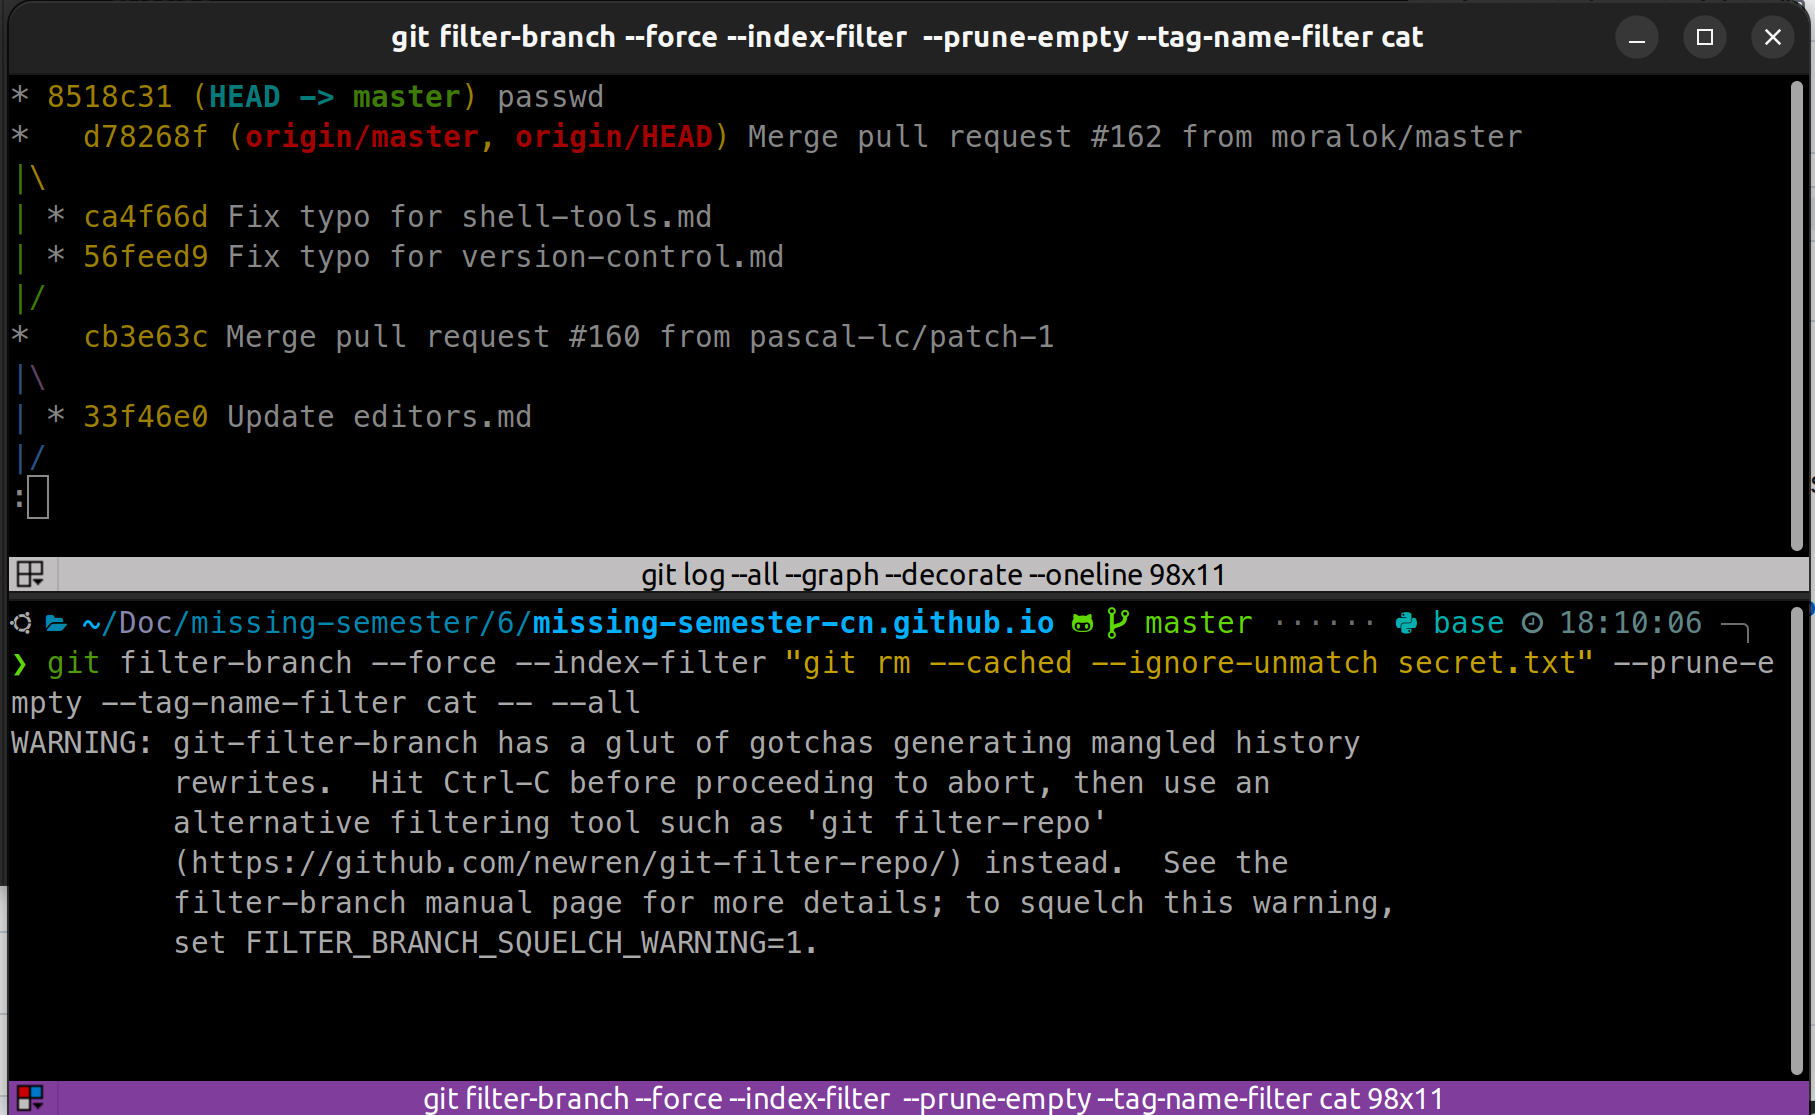 git filter-branch --force --index-filter  --prune-empty --tag-name-filter cat
* 8518c31 (HEAD -> master) passwd
*   d78268f (origin/master, origin/HEAD) Merge pull request #162 from moralok/master
|\
| * ca4f66d Fix typo for shell-tools.md
| * 56feed9 Fix typo for version-control.md
|/
*   cb3e63c Merge pull request #160 from pascal-lc/patch-1
|\
| * 33f46e0 Update editors.md
|/
:
git log --all --graph --decorate --oneline 98x11
~/Doc/missing-semester/6/missing-semester-cn.github.io master ······ base 18:10:06
❯ git filter-branch --force --index-filter "git rm --cached --ignore-unmatch secret.txt" --prune-e
mpty --tag-name-filter cat -- --all
WARNING: git-filter-branch has a glut of gotchas generating mangled history
rewrites.  Hit Ctrl-C before proceeding to abort, then use an
alternative filtering tool such as 'git filter-repo'
(https://github.com/newren/git-filter-repo/) instead.  See the
filter-branch manual page for more details; to squelch this warning,
set FILTER_BRANCH_SQUELCH_WARNING=1.
git filter-branch --force --index-filter  --prune-empty --tag-name-filter cat 98x11